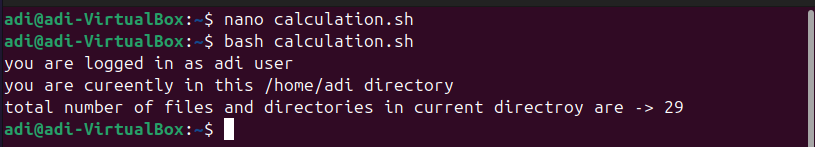 adi@adi-VirtualBox:~$ nano calculation.sh
adi@adi-VirtualBox:~$ bash calculation.sh
you are logged in as adi user
you are cureently in this /home/adi directory
total number of files and directories in current directroy are -> 29
adi@adi-VirtualBox:~$